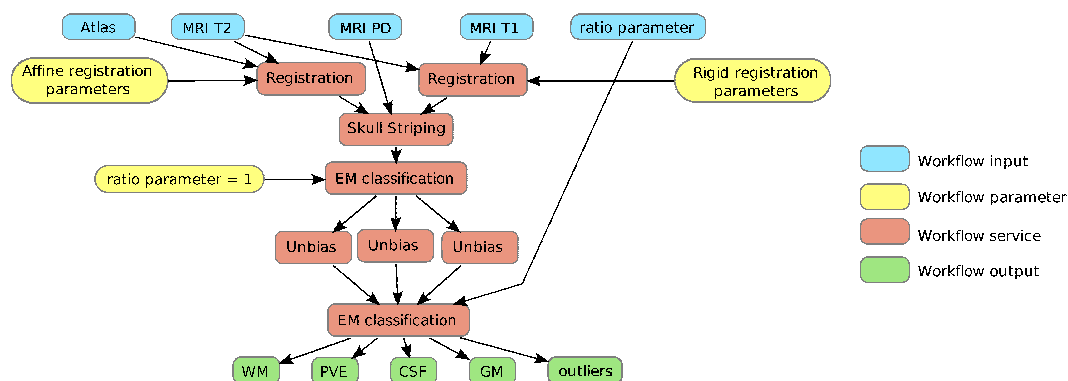 Atlas
MRI T2
MRI PD
MRI T1
ratio parameter
Affine registration
parameters
Registration
Registration
Rigid registration
parameters
Skull Striping
ratio parameter = 1
EM classification
Unbias
Unbias
Unbias
EM classification
WM
PVE
CSF
GM
outliers
Workflow input
Workflow parameter
Workflow service
Workflow output